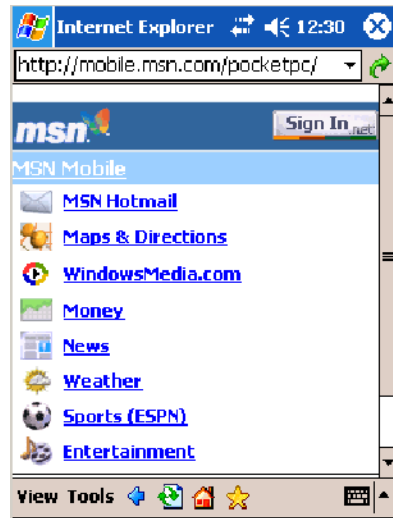 Internet Explorer 12:30
http://mobile.msn.com/pocketpc/
msn Sign In .net
MSN Mobile
MSN Hotmail
Maps & Directions
WindowsMedia.com
Money
News
Weather
Sports (ESPN)
Entertainment
View Tools